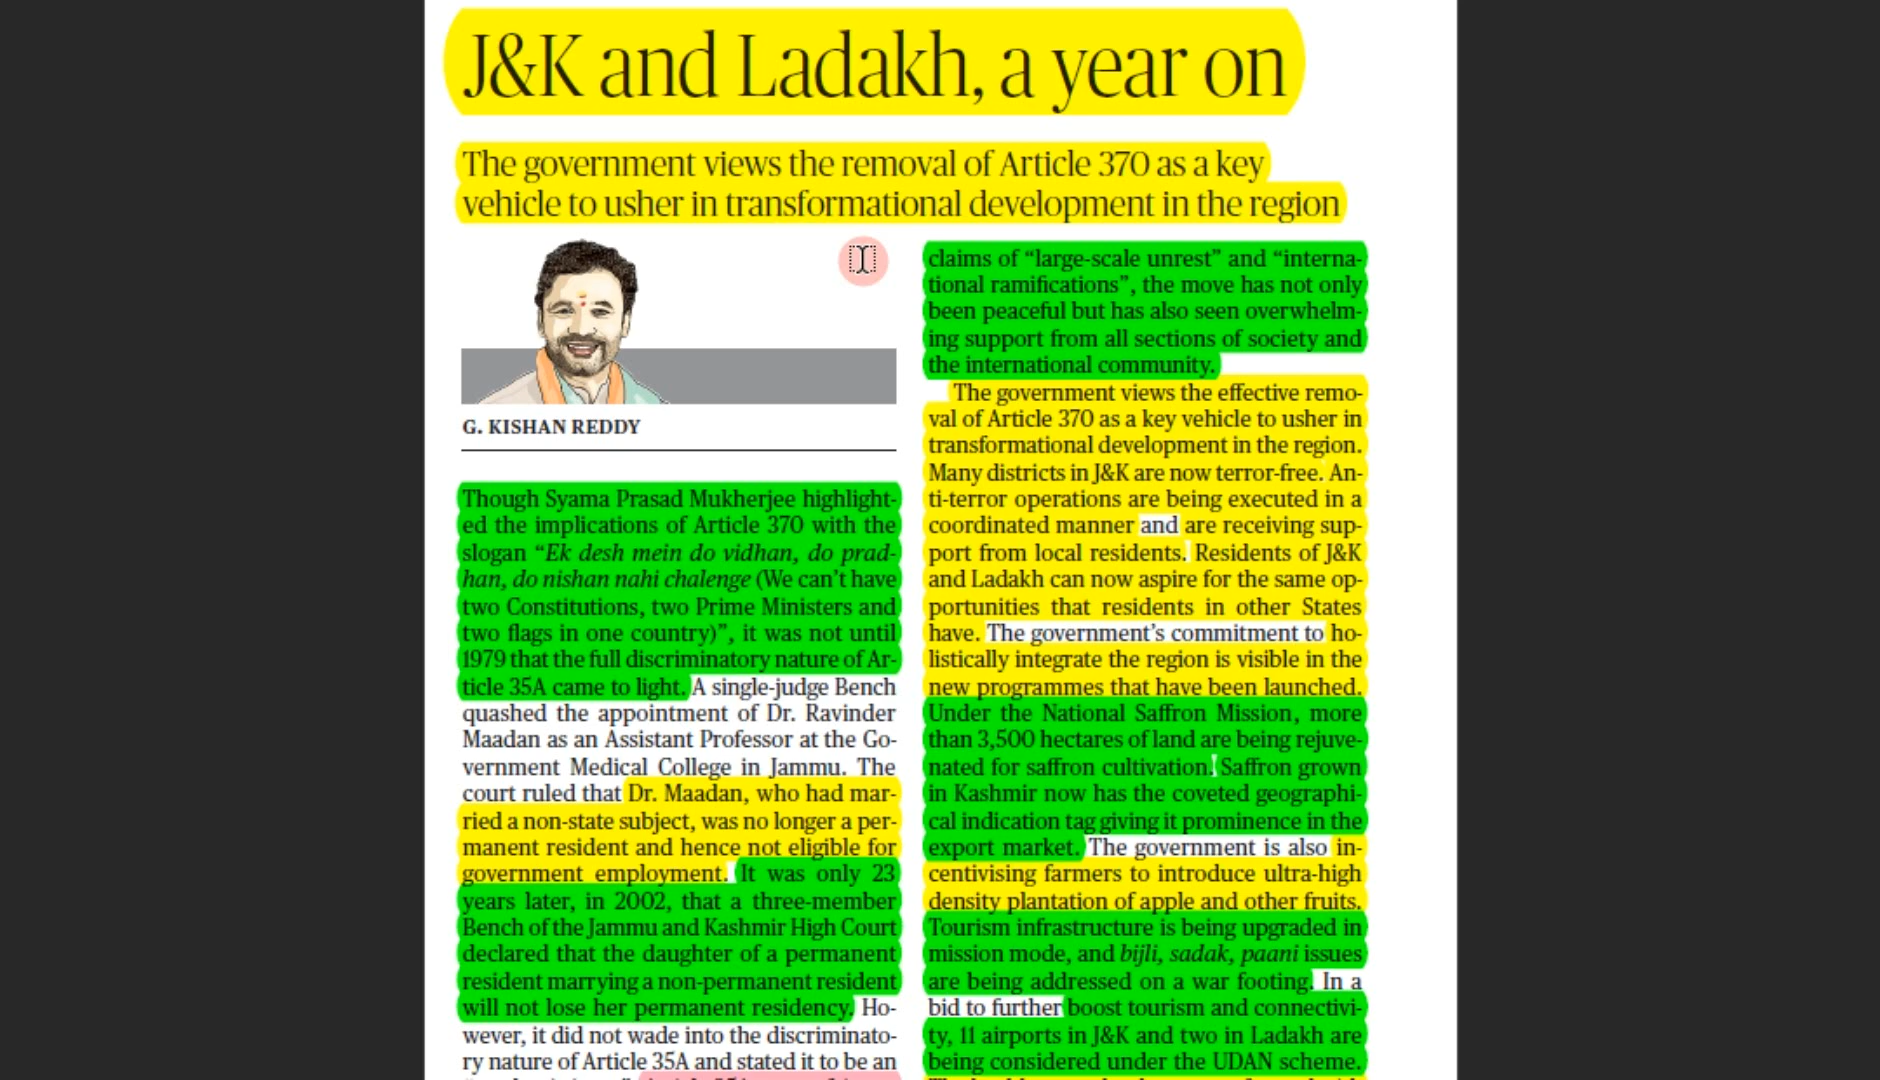 J&K and Ladakh, a year on
The government views the removal of Article 370 as a key
vehicle to usher in transformational development in the region
G. KISHAN REDDY
Though Syama Prasad Mukherjee highlight-
ed the implications of Article 370 with the
slogan “Ek desh mein do vidhan, do prad-
han, do nishan nahi chalenge (We can’t have
two Constitutions, two Prime Ministers and
two flags in one country)”, it was not until
1979 that the full discriminatory nature of Ar-
ticle 35A came to light. A single-judge Bench
quashed the appointment of Dr. Ravinder
Maadan as an Assistant Professor at the Go-
vernment Medical College in Jammu. The
court ruled that Dr. Maadan, who had mar-
ried a non-state subject, was no longer a per-
manent resident and hence not eligible for
government employment. It was only 23
years later, in 2002, that a three-member
Bench of the Jammu and Kashmir High Court
declared that the daughter of a permanent
resident marrying a non-permanent resident
will not lose her permanent residency. Ho-
wever, it did not wade into the discriminato-
ry nature of Article 35A and stated it to be an
claims of “large-scale unrest” and “interna-
tional ramifications”, the move has not only
been peaceful but has also seen overwhelm-
ing support from all sections of society and
the international community.
The government views the effective remo-
val of Article 370 as a key vehicle to usher in
transformational development in the region.
Many districts in J&K are now terror-free. An-
ti-terror operations are being executed in a
coordinated manner and are receiving sup-
port from local residents. Residents of J&K
and Ladakh can now aspire for the same op-
portunities that residents in other States
have. The government’s commitment to ho-
listically integrate the region is visible in the
new programmes that have been launched.
Under the National Saffron Mission, more
than 3,500 hectares of land are being rejuve-
nated for saffron cultivation. Saffron grown
in Kashmir now has the coveted geographi-
cal indication tag giving it prominence in the
export market. The government is also in-
centivising farmers to introduce ultra-high
density plantation of apple and other fruits.
Tourism infrastructure is being upgraded in
mission mode, and bijli, sadak, paani issues
are being addressed on a war footing. In a
bid to further boost tourism and connectivi-
ty, 11 airports in J&K and two in Ladakh are
being considered under the UDAN scheme.